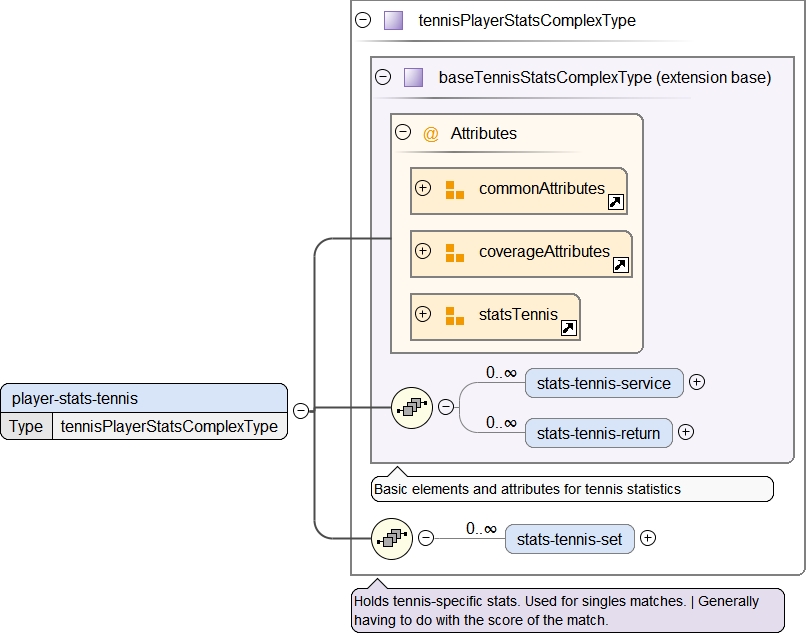 tennisPlayerStatsComplexType
baseTennisStatsComplexType (extension base)
@ Attributes
commonAttributes
coverageAttributes
statsTennis
player-stats-tennis
Type tennisPlayerStatsComplexType
0..∞
stats-tennis-service
0..∞
stats-tennis-return
Basic elements and attributes for tennis statistics
0..∞
stats-tennis-set
Holds tennis-specific stats. Used for singles matches. | Generally
having to do with the score of the match.